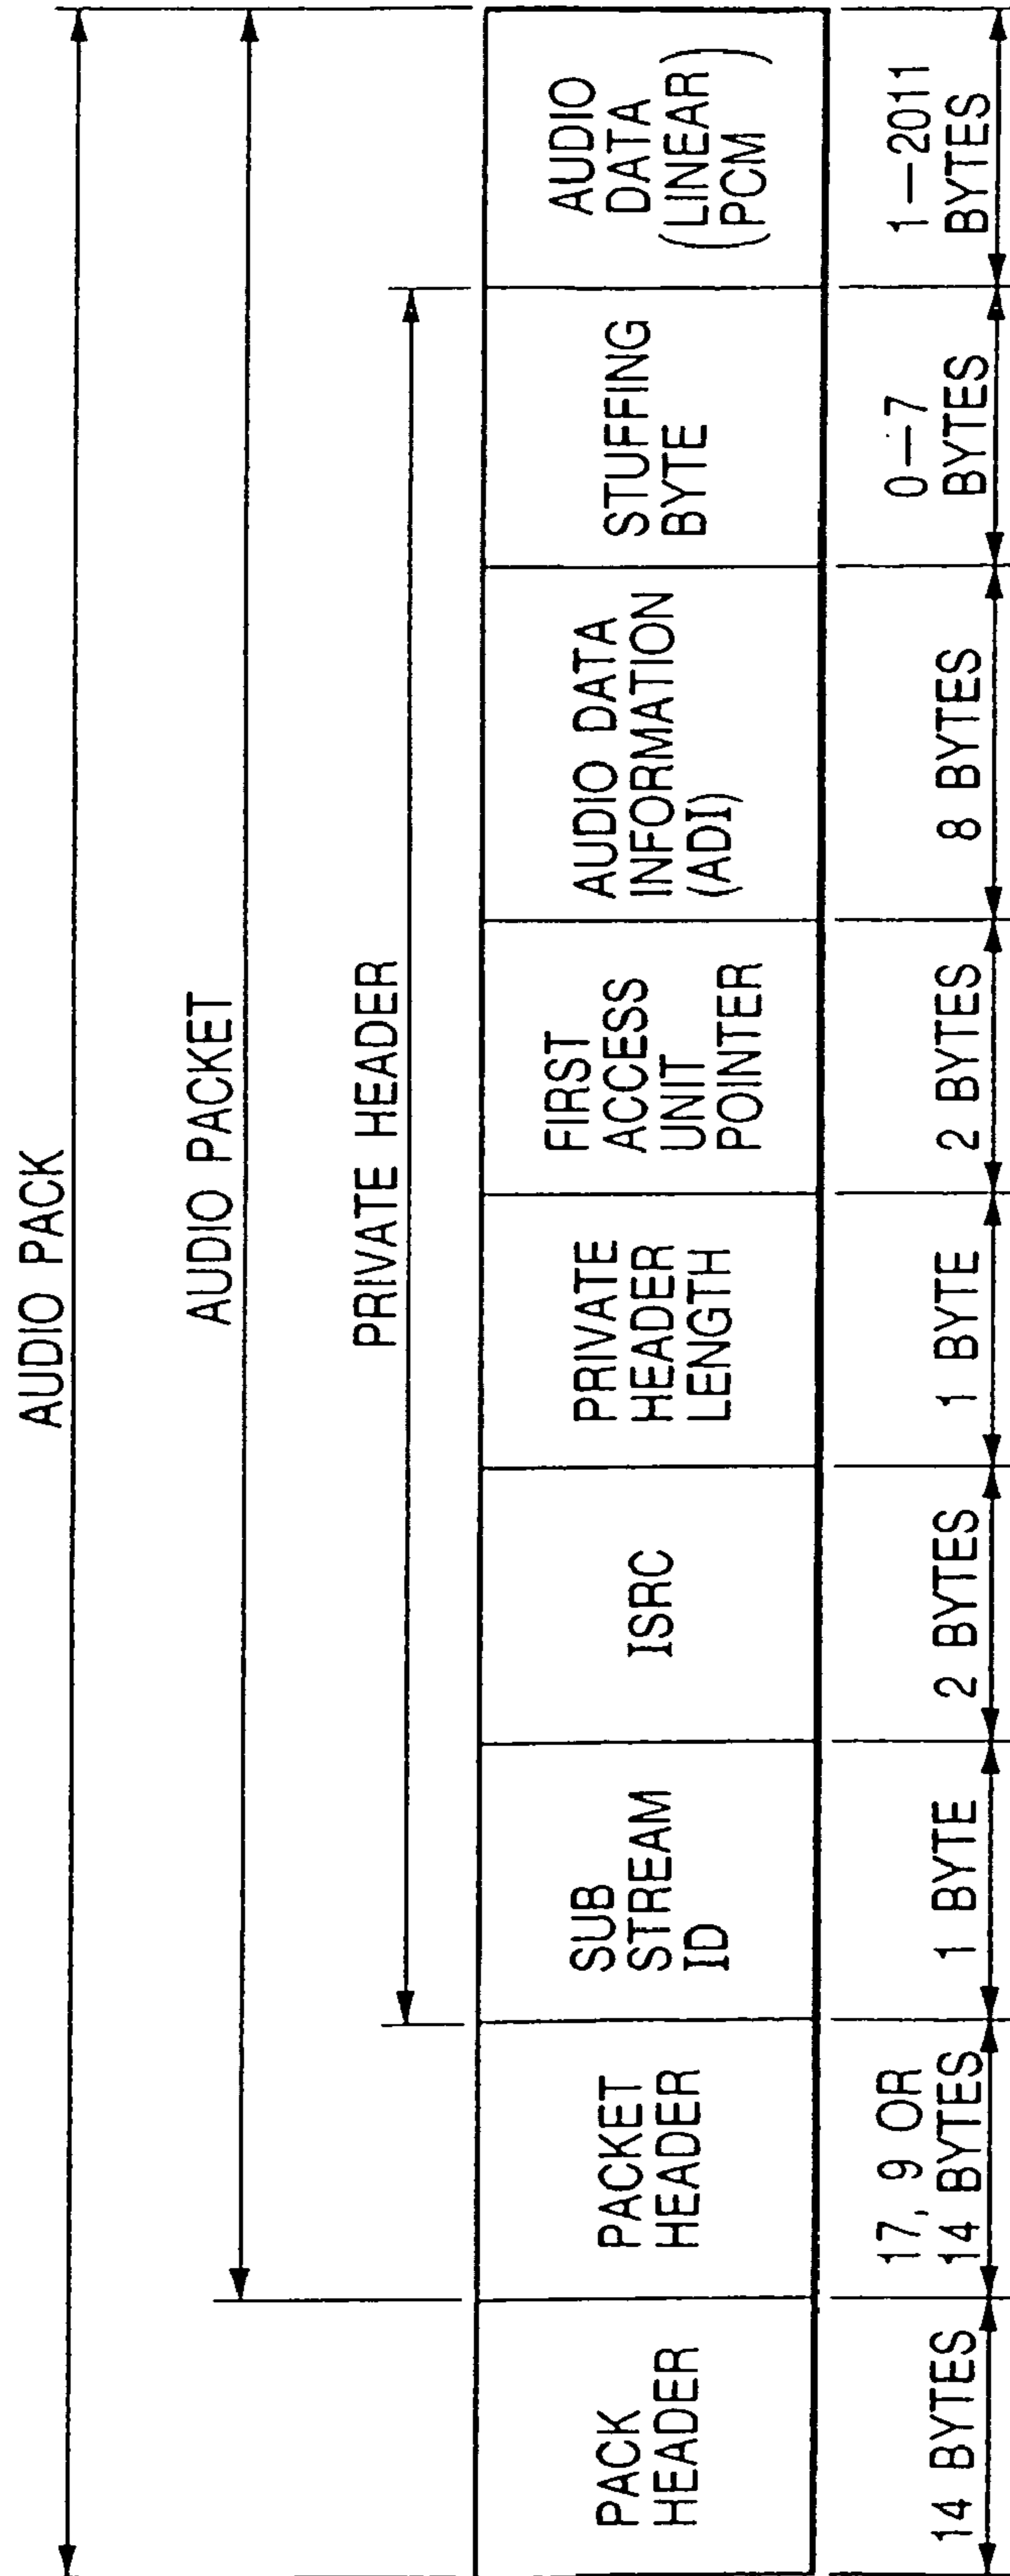 AUDIO PACK
AUDIO PACKET
PRIVATE HEADER
PACK
HEADER
PACKET
HEADER
SUB
STREAM
ID
ISRC
PRIVATE
HEADER
LENGTH
FIRST
ACCESS
UNIT
POINTER
AUDIO DATA
INFORMATION
(ADI)
STUFFING
BYTE
AUDIO
DATA
(LINEAR
PCM)
14 BYTES
17, 9 OR
14 BYTES
1 BYTE
2 BYTES
1 BYTE
2 BYTES
8 BYTES
0–7
BYTES
1–2011
BYTES